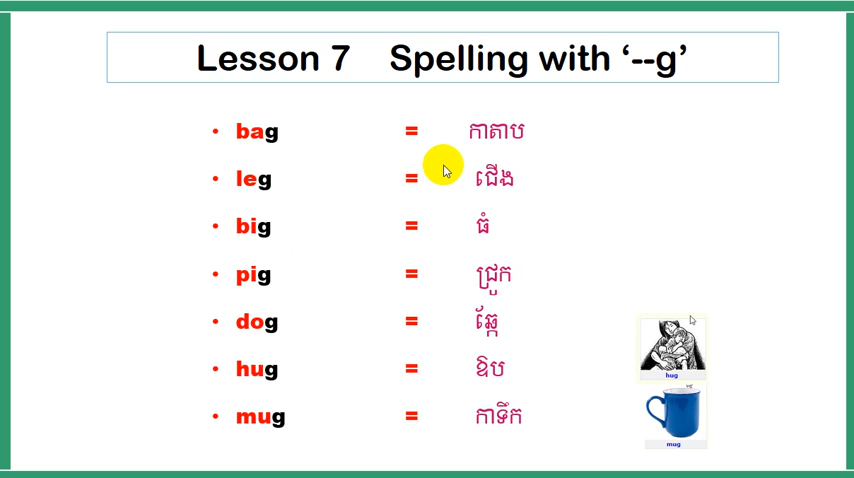 Lesson 7 Spelling with ‘--g’
• bag = កាតាប
• leg = ជើង
• big = ធំ
• pig = ជ្រូក
• dog = ឆ្កែ
• hug = ឱប
• mug = កាទឹក
hug
mug